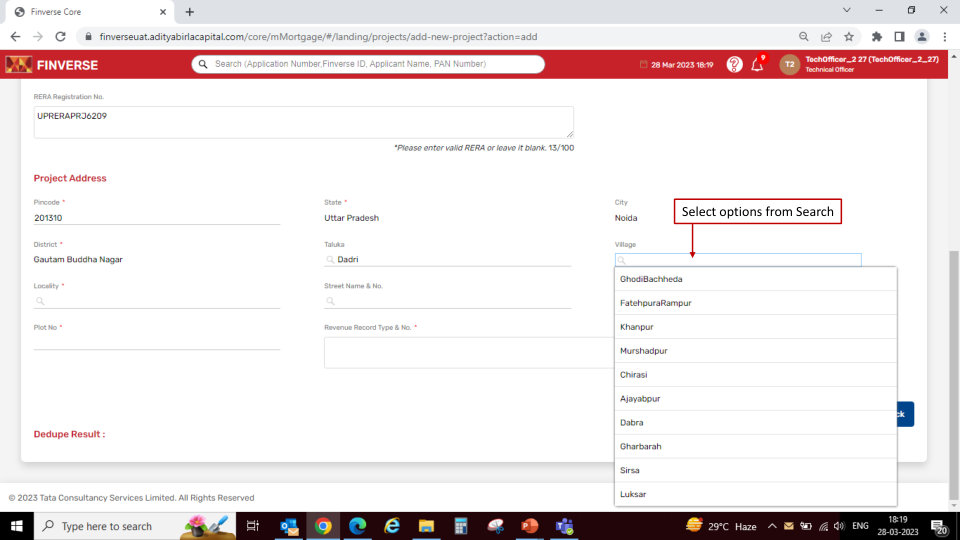 Finverse Core
finverseuat.adityabirlacapital.com/core/mMortgage/#/landing/projects/add-new-project?action=add
FINVERSE
Search (Application Number,Finverse ID, Applicant Name, PAN Number)
28 Mar 2023 18:19
T2
TechOfficer_2 27 (TechOfficer_2_27)
Technical Officer
RERA Registration No.
UPRERAPRJ6209
*Please enter valid RERA or leave it blank. 13/100
Project Address
Pincode *
State *
City
201310
Uttar Pradesh
Noida
Select options from Search
District *
Taluka
Village
Gautam Buddha Nagar
Dadri
Locality *
Street Name & No.
Plot No *
Revenue Record Type & No. *
GhodiBachheda
FatehpuraRampur
Khanpur
Murshadpur
Chirasi
Ajayabpur
Dabra
Gharbarah
Sirsa
Luksar
ck
Dedupe Result :
© 2023 Tata Consultancy Services Limited. All Rights Reserved
Type here to search
29°C Haze
ENG
18:19
28-03-2023
20